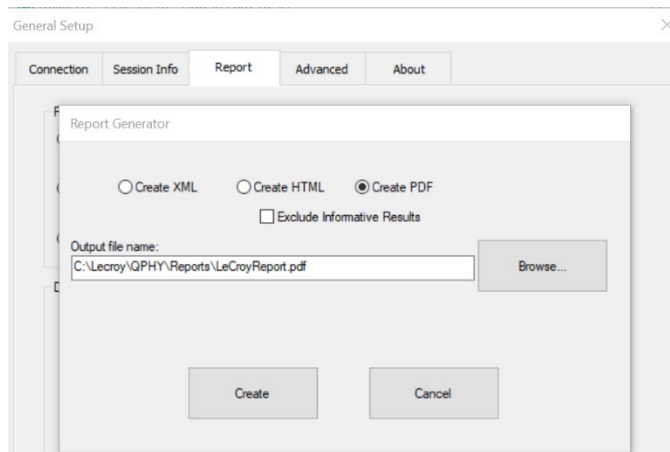 General Setup
Connection Session Info Report Advanced About
Report Generator
Create XML Create HTML Create PDF
Exclude Informative Results
Output file name:
C:\Lecroy\QPHY\Reports\LeCroyReport.pdf Browse...
Create Cancel